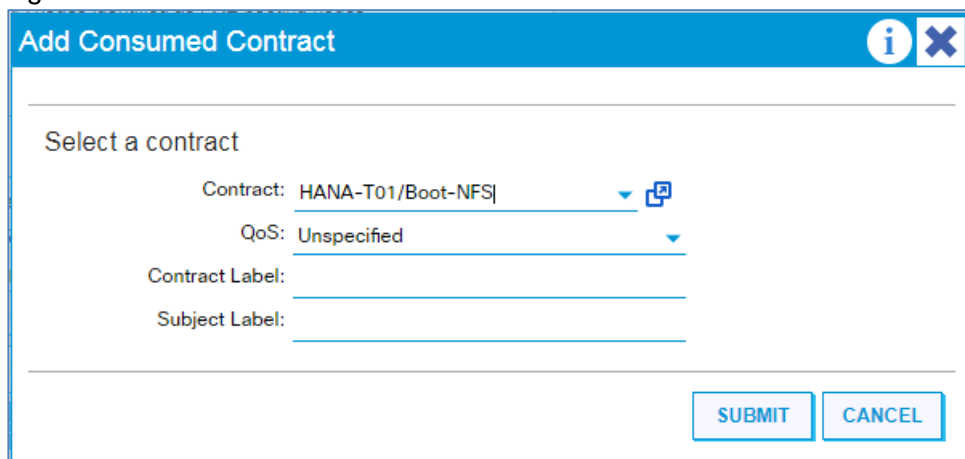 Add Consumed Contract
Select a contract
Contract: HANA-T01/Boot-NFS
QoS: Unspecified
Contract Label:
Subject Label:
SUBMIT CANCEL